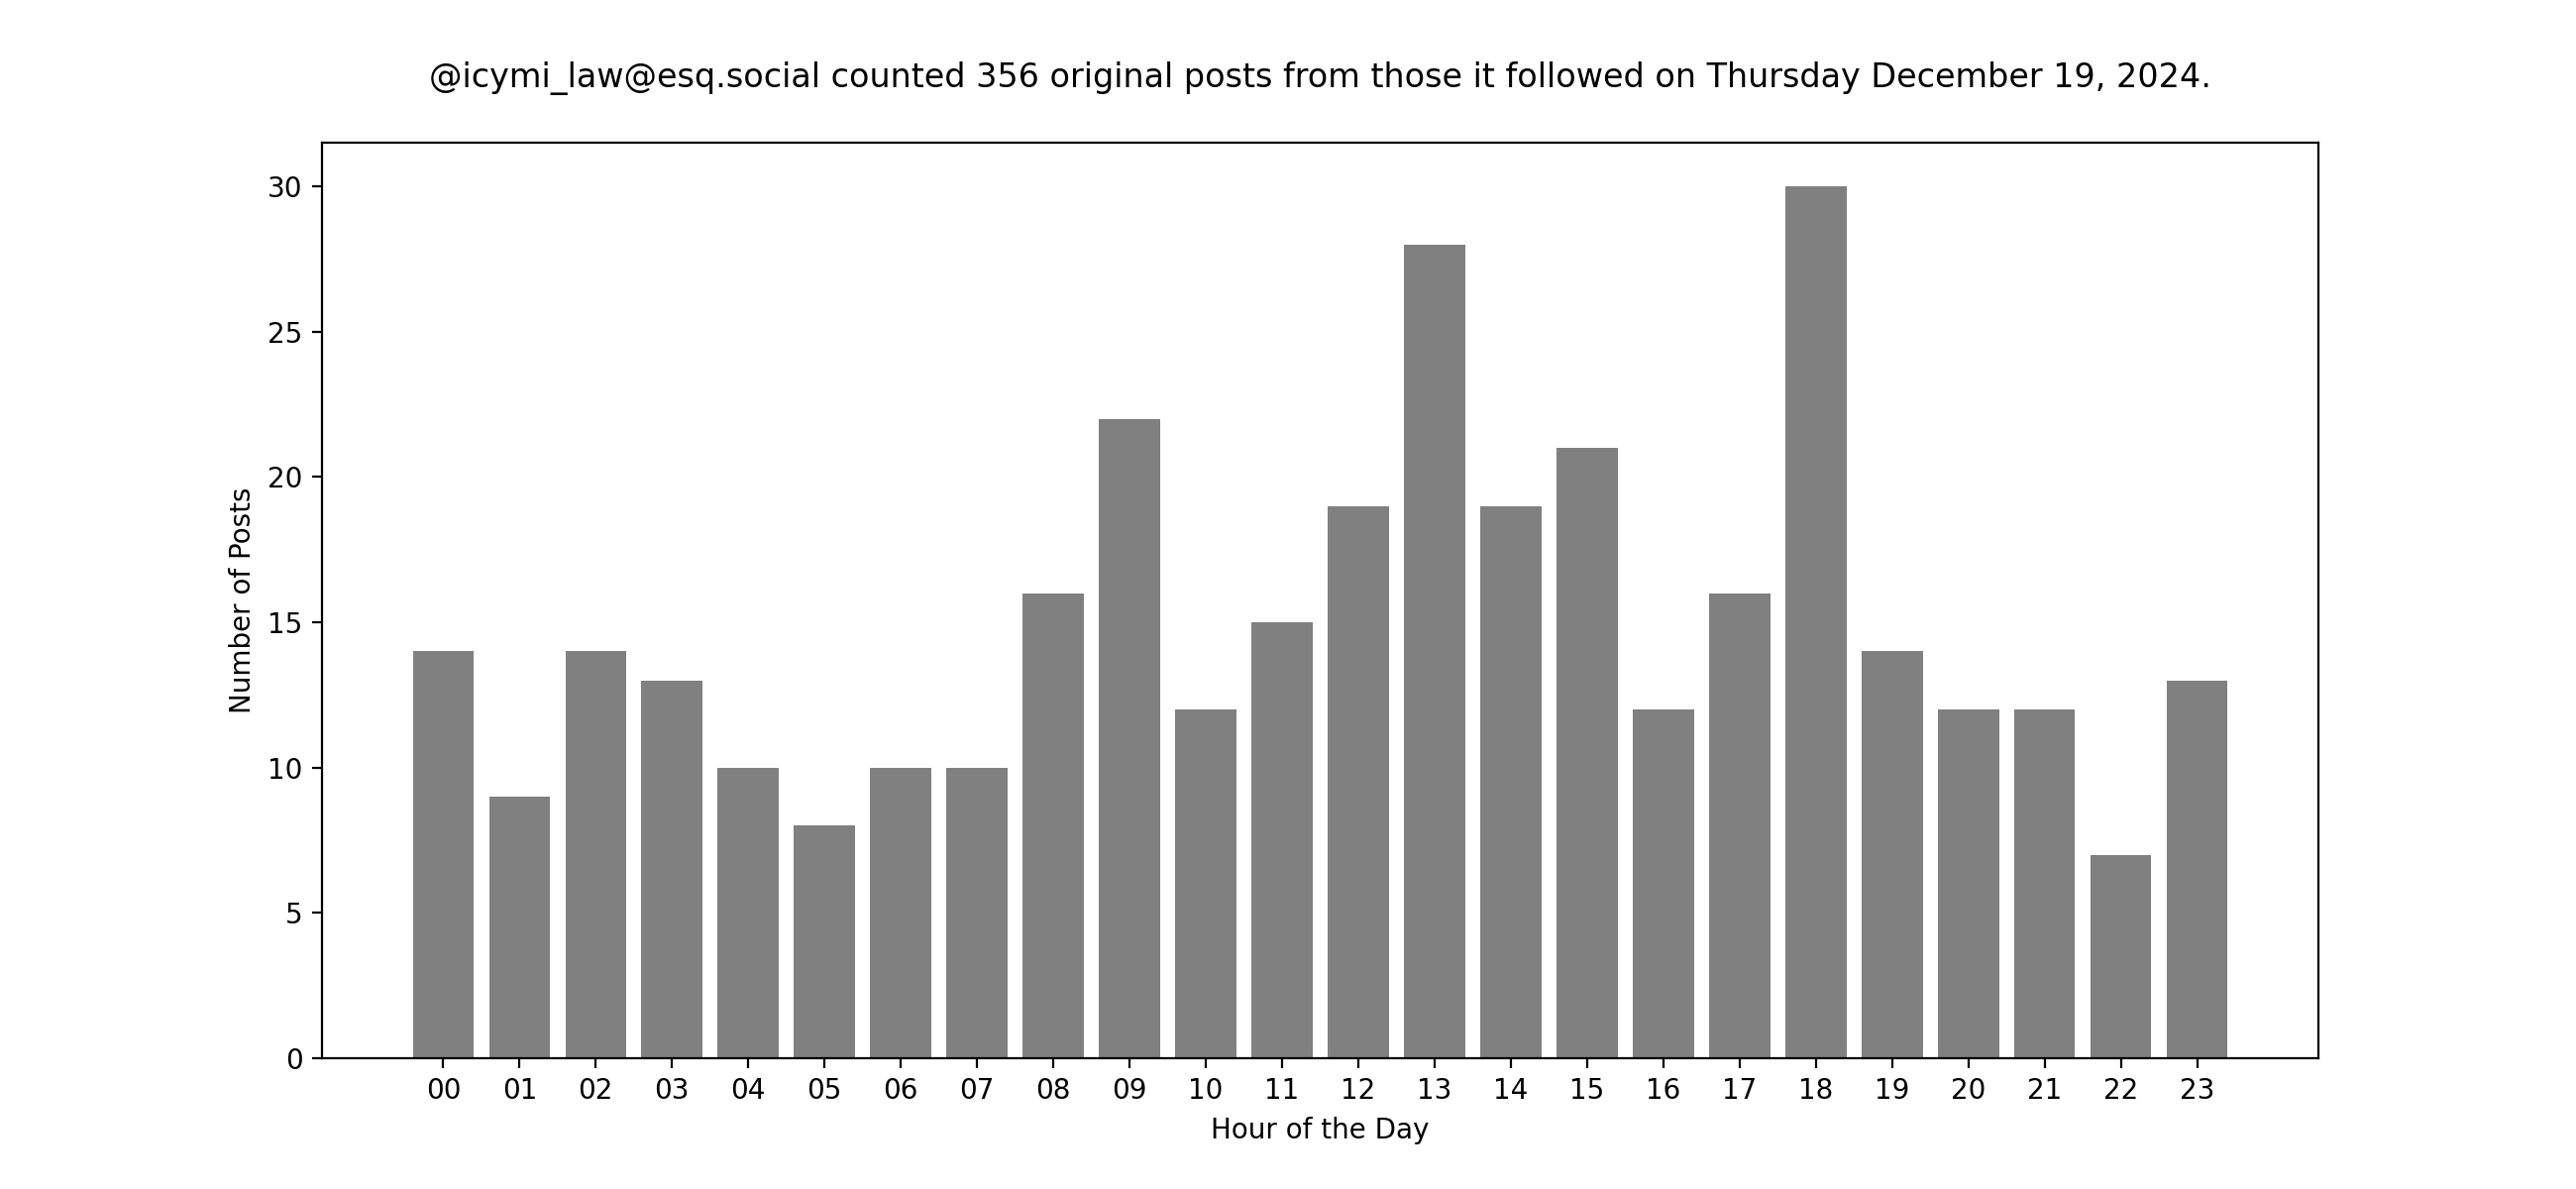 @icymi_law@esq.social counted 356 original posts from those it followed on Thursday December 19, 2024.
30
25
20
15
10
5
0
Number of Posts
00 01 02 03 04 05 06 07 08 09 10 11 12 13 14 15 16 17 18 19 20 21 22 23
Hour of the Day